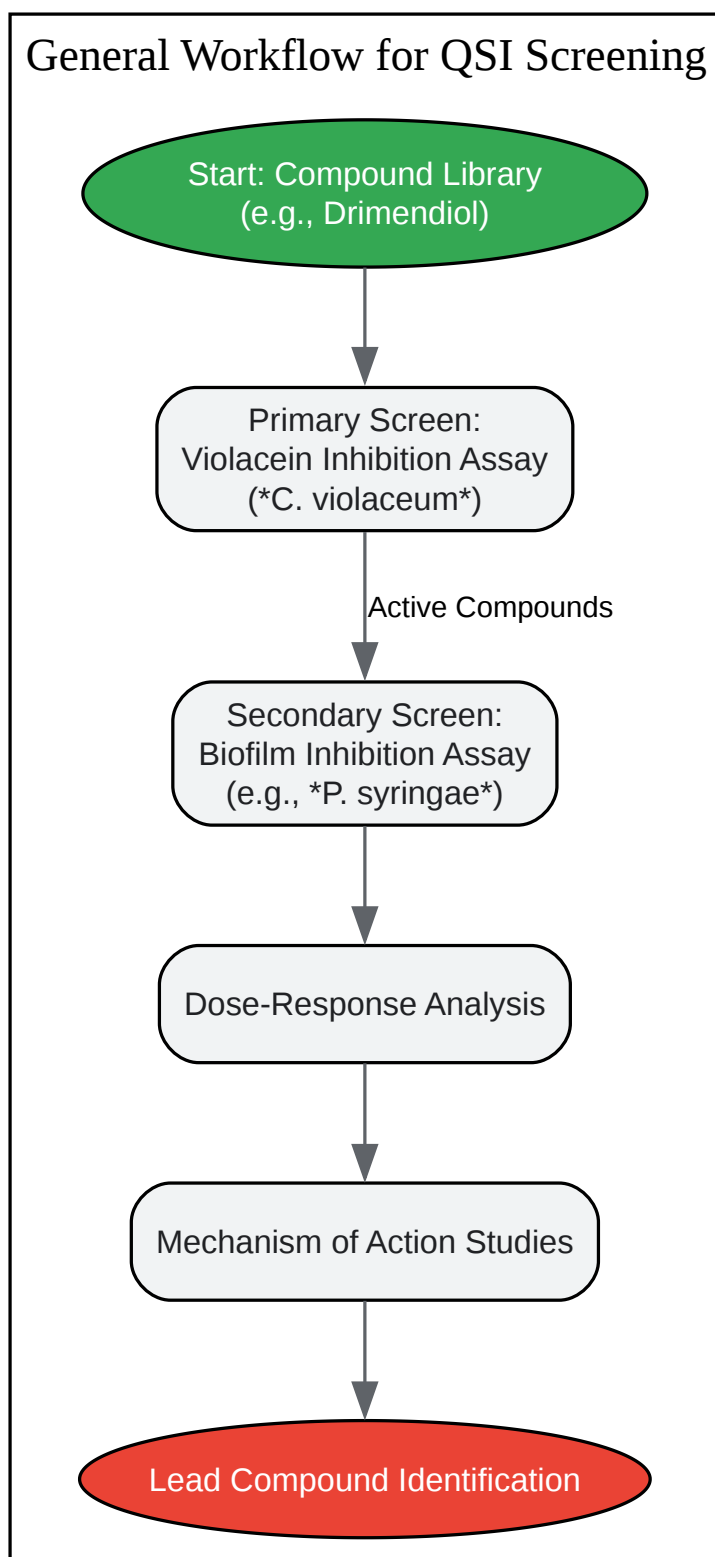 General Workflow for QSI Screening
Start: Compound Library
(e.g., Drimendiol)
Primary Screen:
Violacein Inhibition Assay
(*C. violaceum*)
Active Compounds
Secondary Screen:
Biofilm Inhibition Assay
(e.g., *P. syringae*)
Dose-Response Analysis
Mechanism of Action Studies
Lead Compound Identification